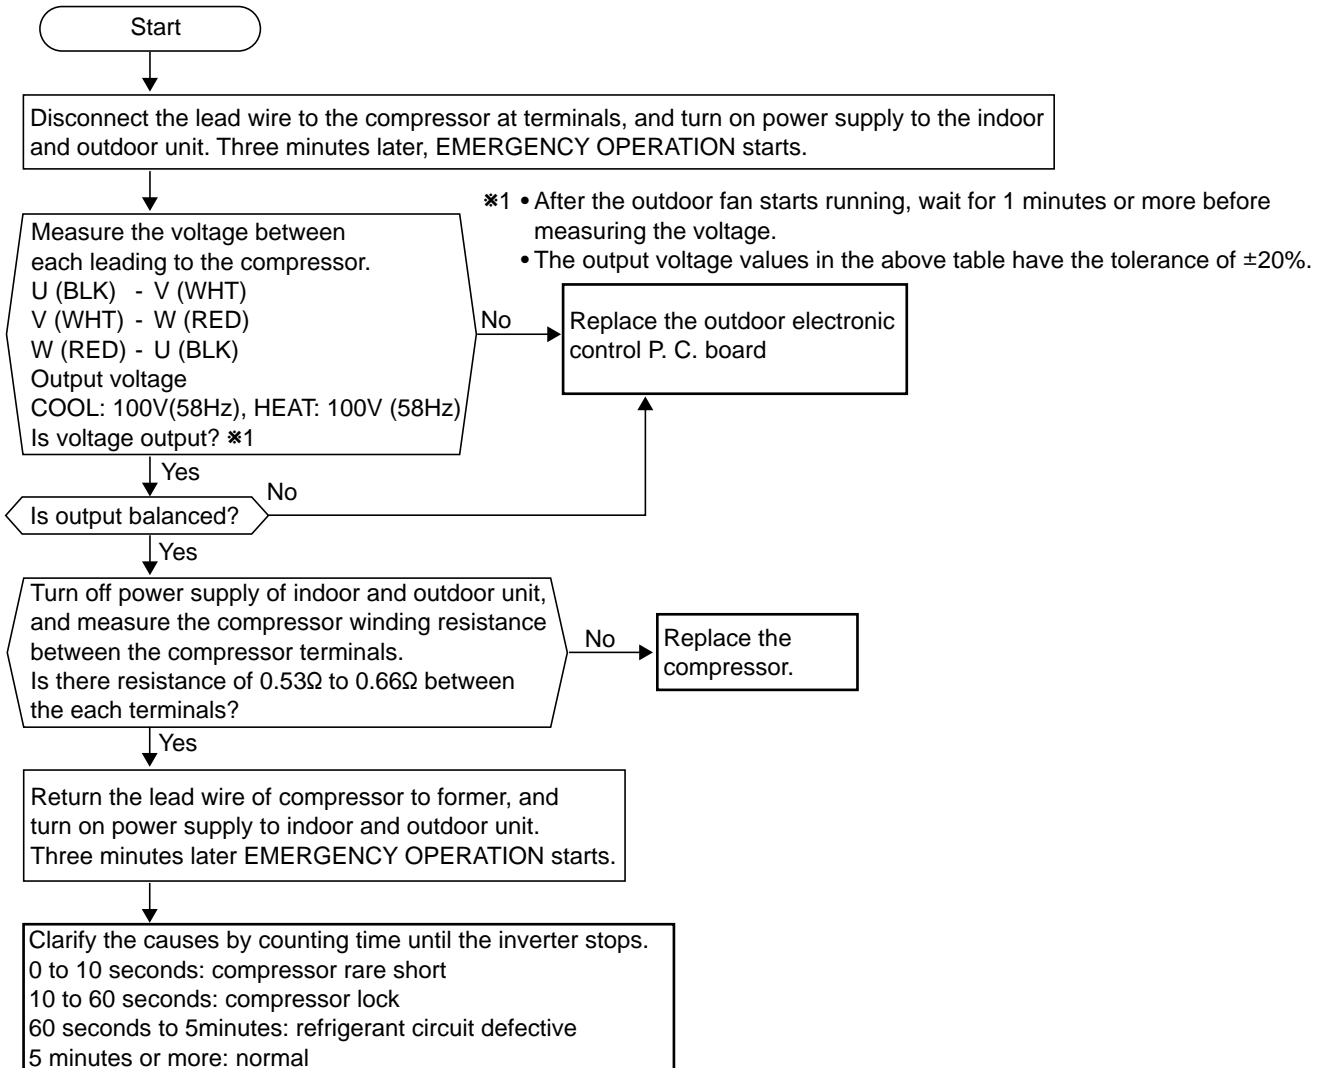 Start
Disconnect the lead wire to the compressor at terminals, and turn on power supply to the indoor
and outdoor unit. Three minutes later, EMERGENCY OPERATION starts.
※1 • After the outdoor fan starts running, wait for 1 minutes or more before
measuring the voltage.
• The output voltage values in the above table have the tolerance of ±20%.
Measure the voltage between
each leading to the compressor.
U (BLK) - V (WHT)
V (WHT) - W (RED)
W (RED) - U (BLK)
Output voltage
COOL: 100V(58Hz), HEAT: 100V (58Hz)
Is voltage output? ※1
No
Replace the outdoor electronic
control P. C. board
Yes
No
Is output balanced?
Yes
Turn off power supply of indoor and outdoor unit,
and measure the compressor winding resistance
between the compressor terminals.
Is there resistance of 0.53Ω to 0.66Ω between
the each terminals?
No
Replace the
compressor.
Yes
Return the lead wire of compressor to former, and
turn on power supply to indoor and outdoor unit.
Three minutes later EMERGENCY OPERATION starts.
Clarify the causes by counting time until the inverter stops.
0 to 10 seconds: compressor rare short
10 to 60 seconds: compressor lock
60 seconds to 5minutes: refrigerant circuit defective
5 minutes or more: normal